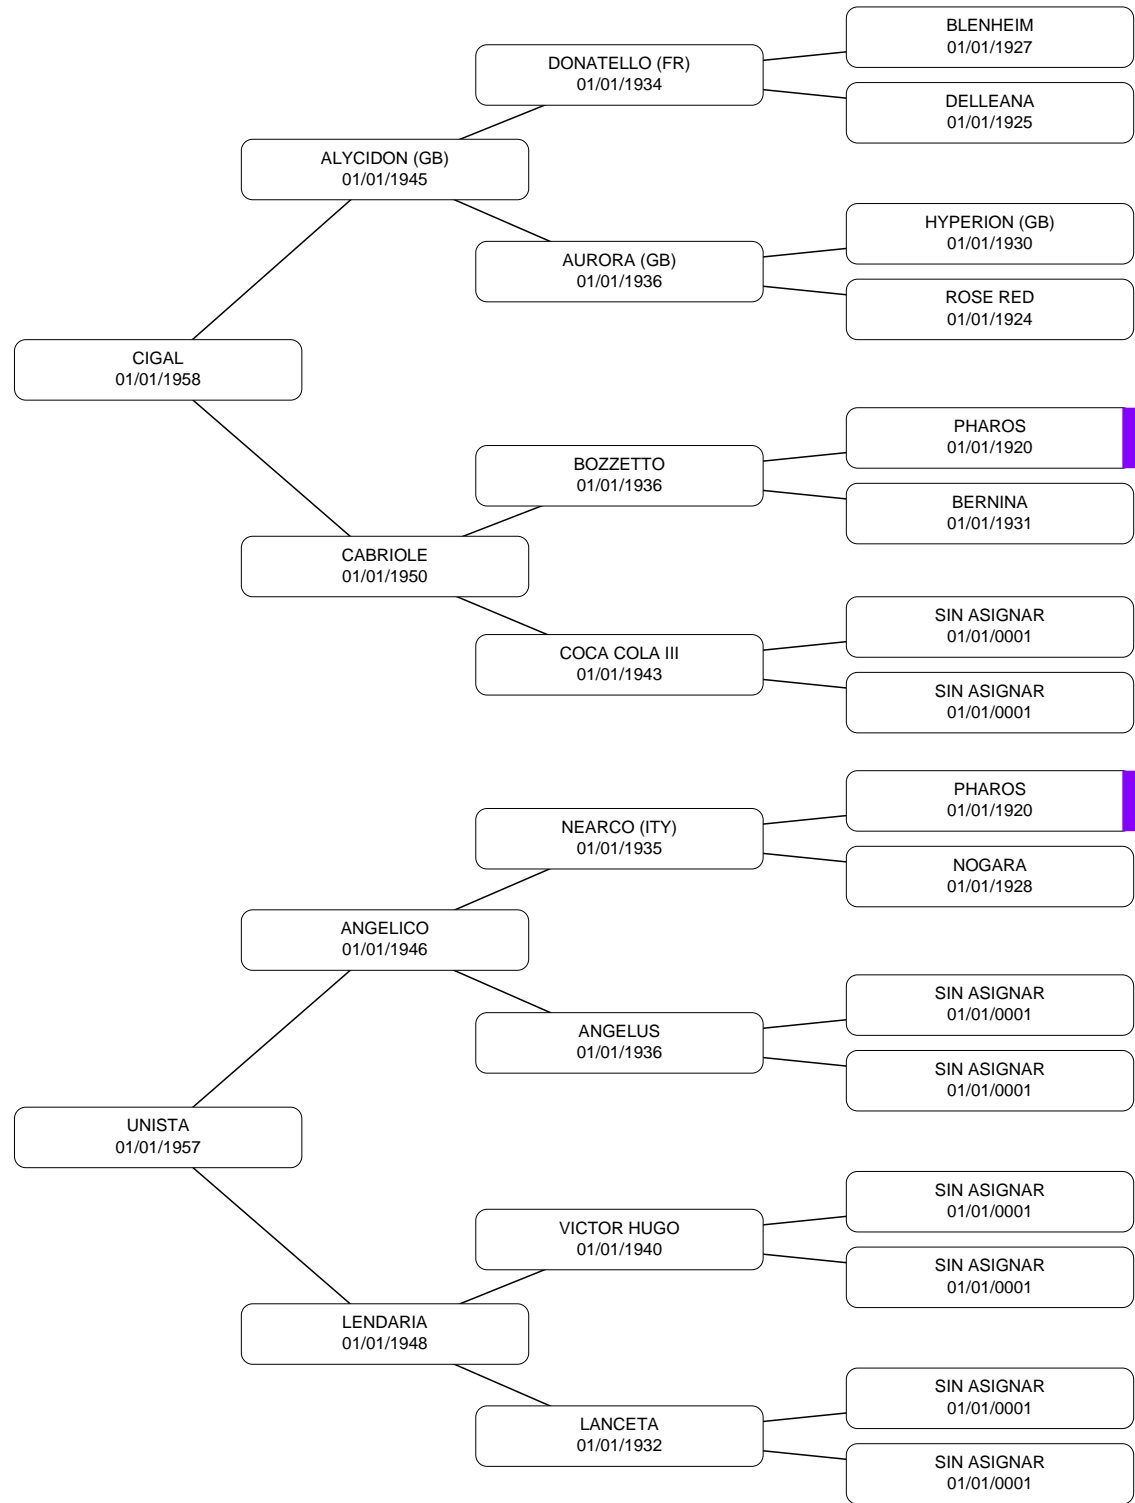 BLENHEIM
01/01/1927
DONATELLO (FR)
01/01/1934
DELLEANA
01/01/1925
ALYCIDON (GB)
01/01/1945
HYPERION (GB)
01/01/1930
AURORA (GB)
01/01/1936
ROSE RED
01/01/1924
CIGAL
01/01/1958
PHAROS
01/01/1920
BOZZETTO
01/01/1936
BERNINA
01/01/1931
CABRIOLE
01/01/1950
SIN ASIGNAR
01/01/0001
COCA COLA III
01/01/1943
SIN ASIGNAR
01/01/0001
PHAROS
01/01/1920
NEARCO (ITY)
01/01/1935
NOGARA
01/01/1928
ANGELICO
01/01/1946
SIN ASIGNAR
01/01/0001
ANGELUS
01/01/1936
SIN ASIGNAR
01/01/0001
UNISTA
01/01/1957
SIN ASIGNAR
01/01/0001
VICTOR HUGO
01/01/1940
SIN ASIGNAR
01/01/0001
LENDARIA
01/01/1948
SIN ASIGNAR
01/01/0001
LANCETA
01/01/1932
SIN ASIGNAR
01/01/0001